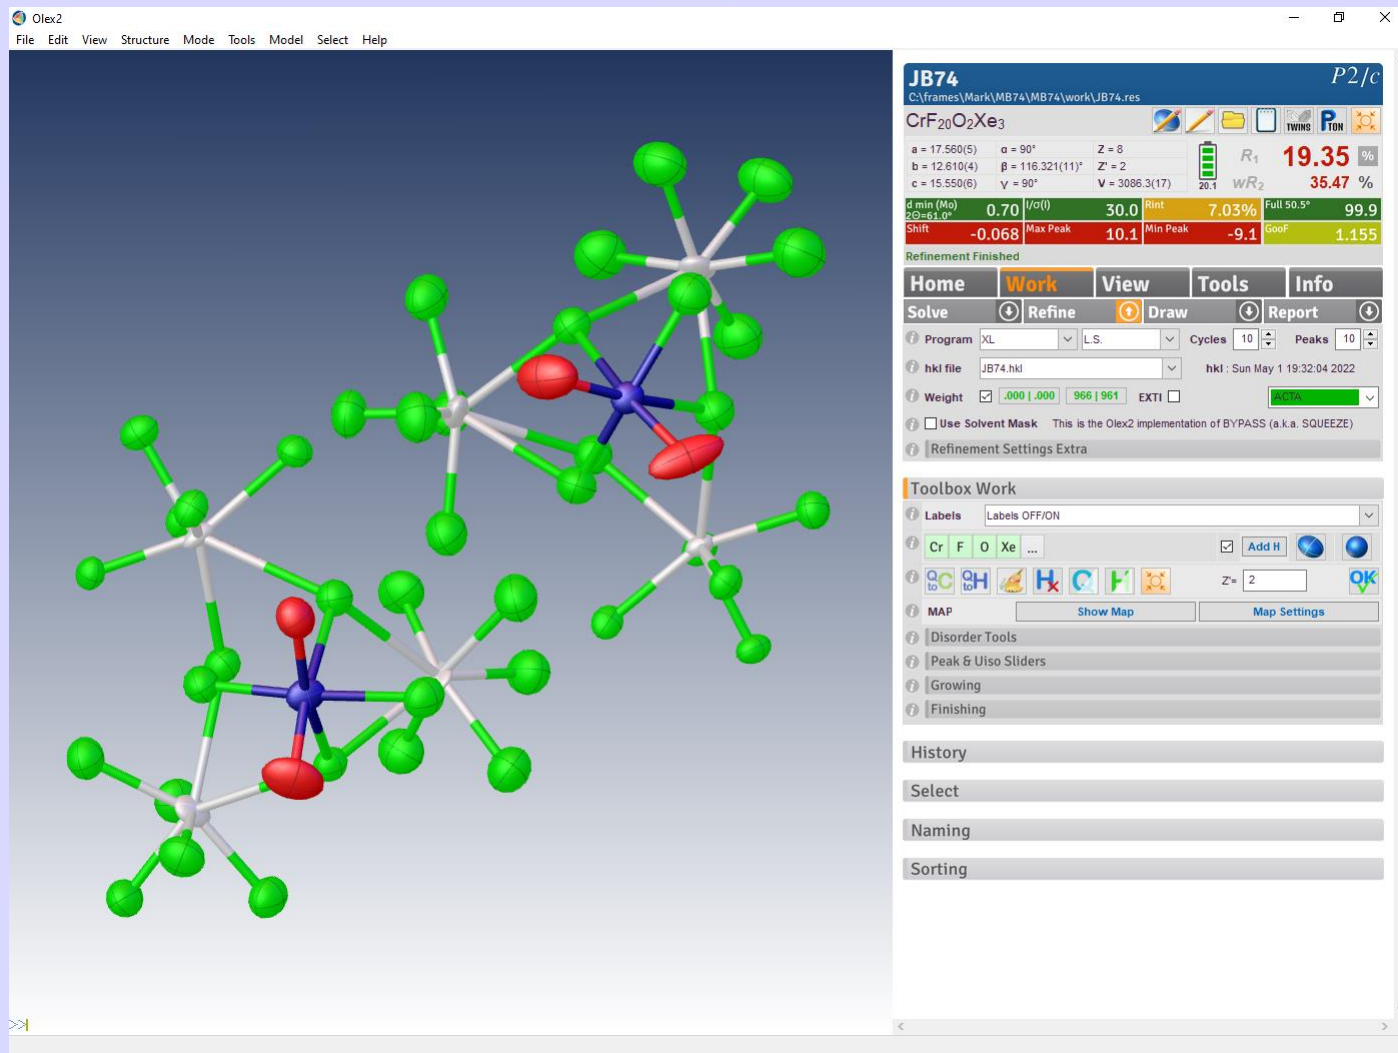 Olex2
File Edit View Structure Mode Tools Model Select Help
JB74 P2/c
C:\frames\Mark\MB74\MB74\work\JB74.res
CrF20O2Xe3 TWINS PTON
a = 17.560(5) α = 90° Z = 8 R1 19.35 %
b = 12.610(4) β = 116.321(11)° Z' = 2
c = 15.550(6) γ = 90° V = 3086.3(17) 20.1 wR2 35.47 %
d min (Mo) 2Θ=61.0° 0.70 I/σ(I) 30.0 Rint 7.03% Full 50.5° 99.9
Shift -0.068 Max Peak 10.1 Min Peak -9.1 GooF 1.155
Refinement Finished
Home Work View Tools Info
Solve Refine Draw Report
Program XL L.S. Cycles 10 Peaks 10
hkl file JB74.hkl hkl : Sun May 1 19:32:04 2022
Weight .000 | .000 966 | 961 EXTI ACTA
Use Solvent Mask This is the Olex2 implementation of BYPASS (a.k.a. SQUEEZE)
Refinement Settings Extra
Toolbox Work
Labels Labels OFF/ON
Cr F O Xe ... Add H
Q to C Q to H H Z'= 2 OK
MAP Show Map Map Settings
Disorder Tools
Peak & Uiso Sliders
Growing
Finishing
History
Select
Naming
Sorting
>>